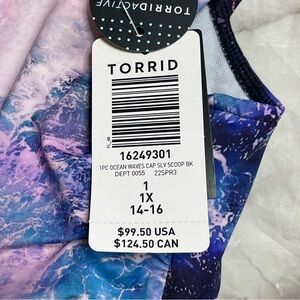 TORRIDACTIVE
TORRID
FL_48
16249301
1PC OCEAN WAVES CAP SLV SCOOP BK
DEPT 0055 22SPR3
1
1X
14-16
$99.50 USA
$124.50 CAN